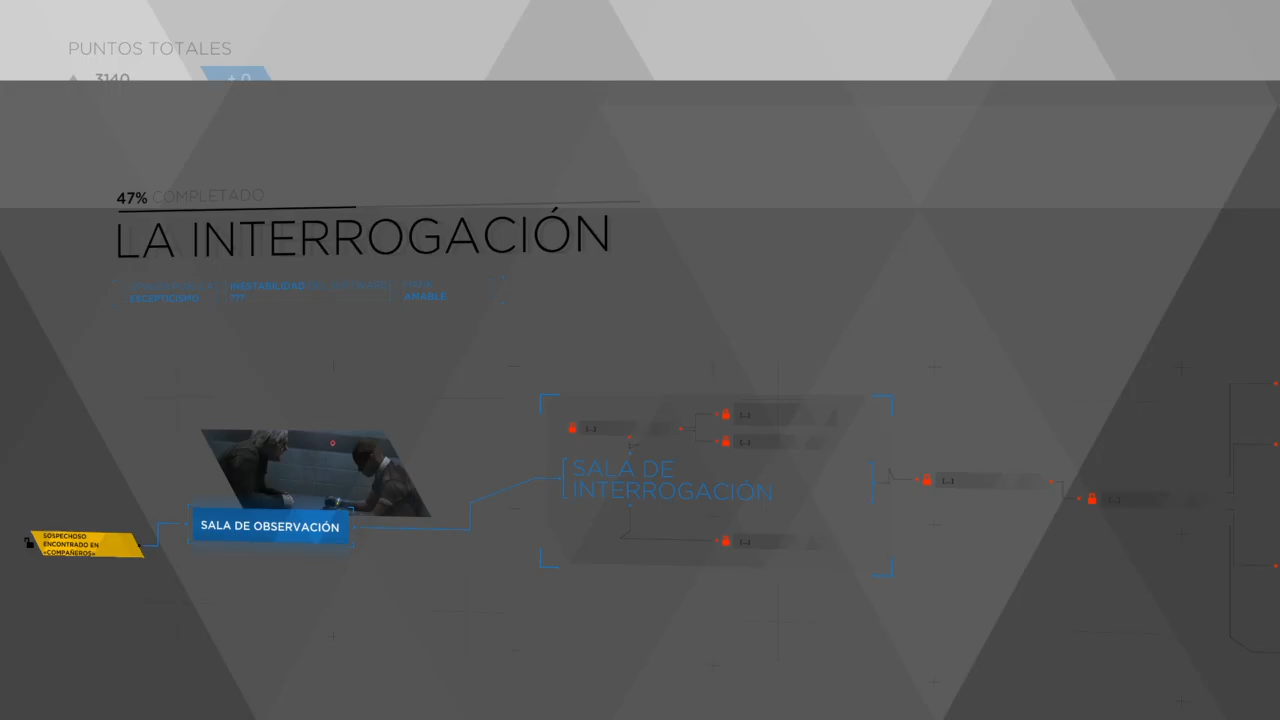 PUNTOS TOTALES
3140 + 0
47% COMPLETADO
LA INTERROGACIÓN
INESTABILIDAD
ESCEPTICISMO ??? AMABLE
[...]
[...]
[...]
SALA DE
INTERROGACIÓN
[...]
[...]
SALA DE OBSERVACIÓN
SOSPECHOSO
ENCONTRADO EN
«COMPAÑEROS»
[...]